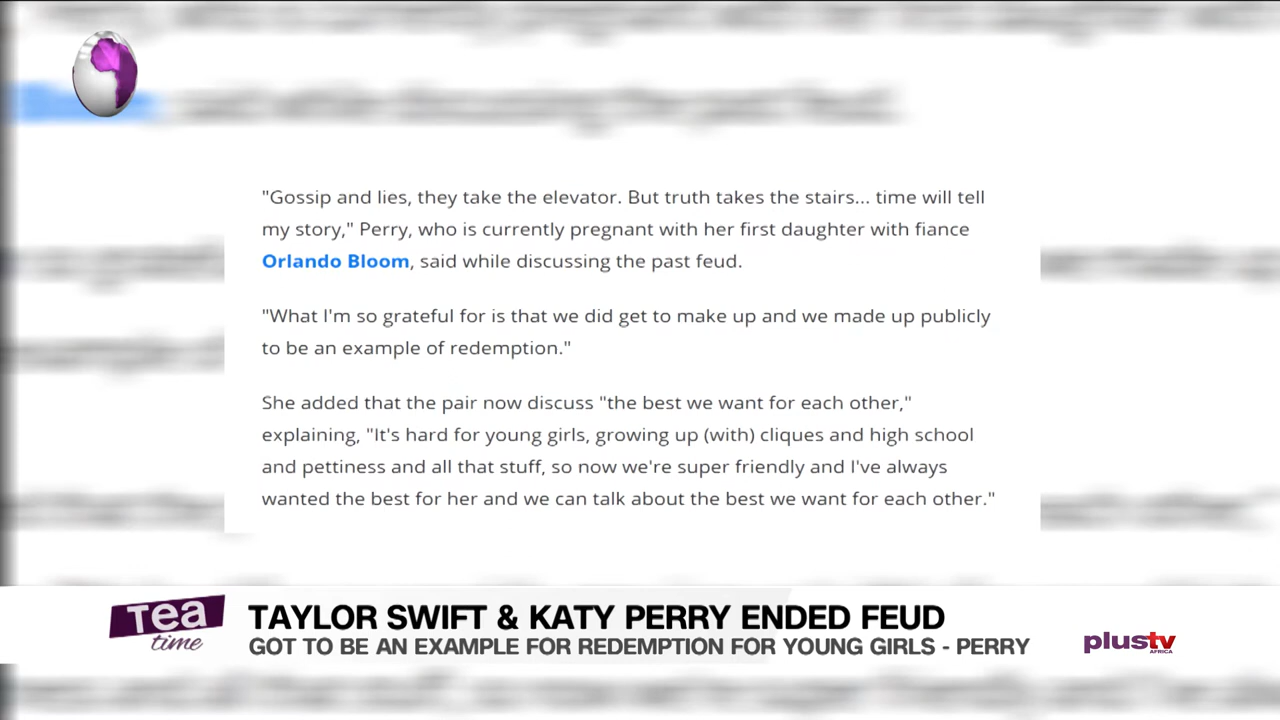 "Gossip and lies, they take the elevator. But truth takes the stairs... time will tell
my story," Perry, who is currently pregnant with her first daughter with fiance
Orlando Bloom, said while discussing the past feud.
"What I'm so grateful for is that we did get to make up and we made up publicly
to be an example of redemption."
She added that the pair now discuss "the best we want for each other,"
explaining, "It's hard for young girls, growing up (with) cliques and high school
and pettiness and all that stuff, so now we're super friendly and I've always
wanted the best for her and we can talk about the best we want for each other."
Tea
time
TAYLOR SWIFT & KATY PERRY ENDED FEUD
GOT TO BE AN EXAMPLE FOR REDEMPTION FOR YOUNG GIRLS - PERRY
plustv
AFRICA